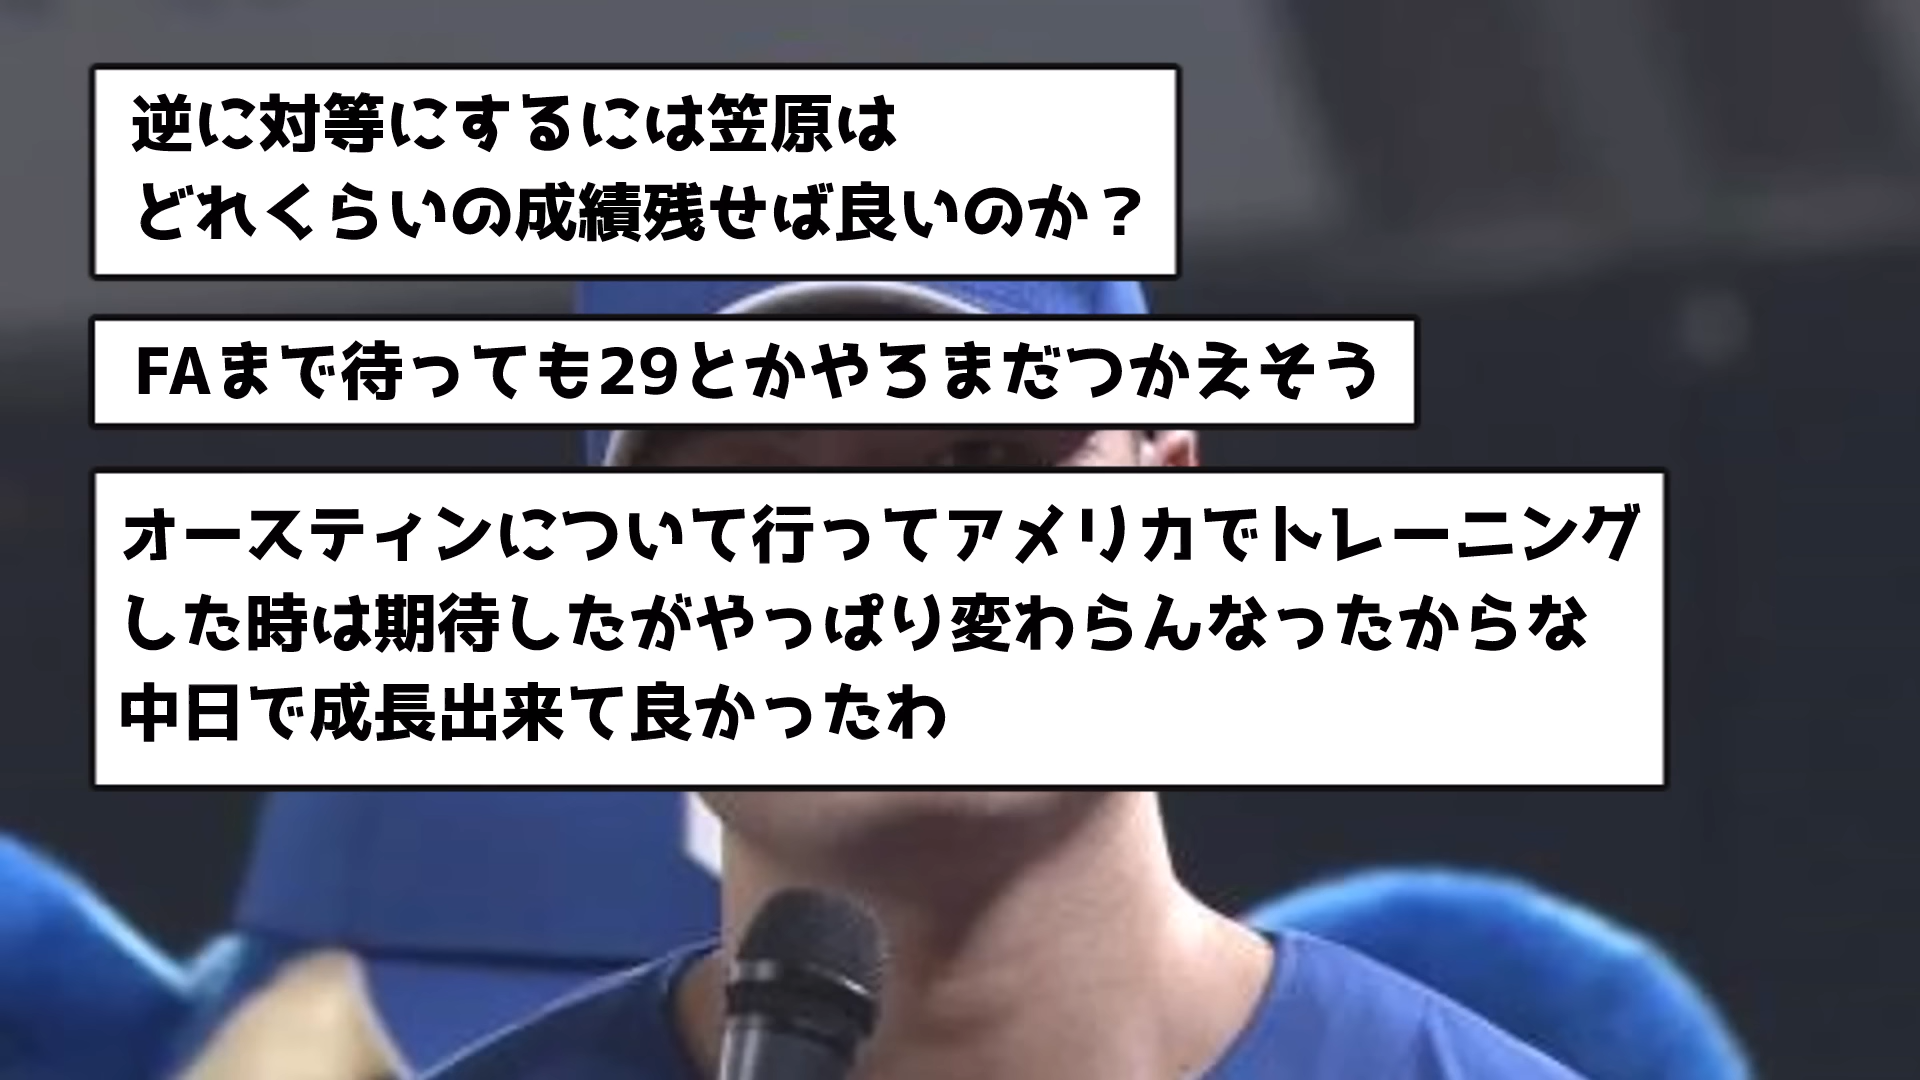 逆に対等にするには笠原は
どれくらいの成績残せば良いのか？
FAまで待っても29とかやろまだつかえそう
オースティンについて行ってアメリカでトレーニング
した時は期待したがやっぱり変わらんなったからな
中日で成長出来て良かったわ